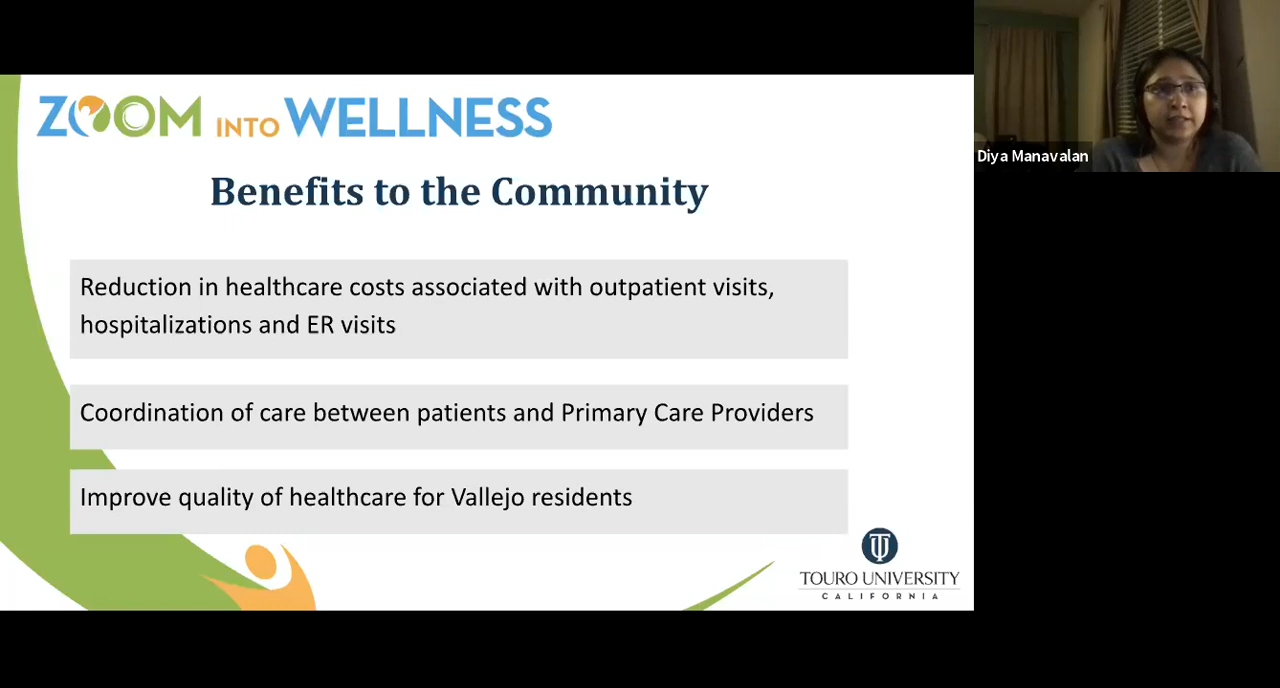 ZOOM INTO WELLNESS
Benefits to the Community
Reduction in healthcare costs associated with outpatient visits,
hospitalizations and ER visits
Coordination of care between patients and Primary Care Providers
Improve quality of healthcare for Vallejo residents
TOURO UNIVERSITY
CALIFORNIA
Diya Manavalan